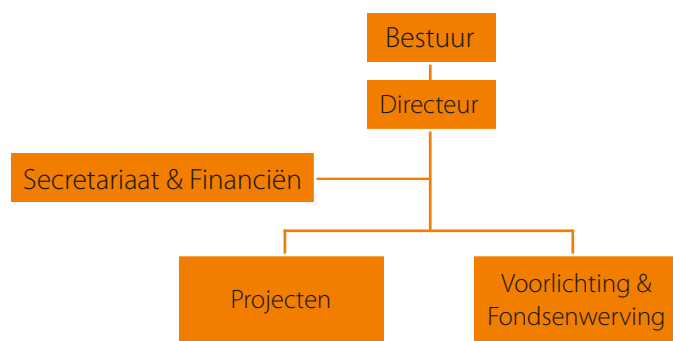 Bestuur
Directeur
Secretariaat & Financiën
Projecten
Voorlichting &
Fondsenwerving